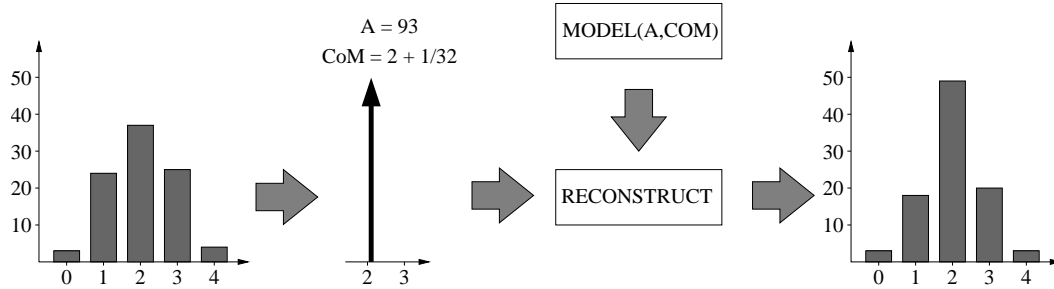 50
40
30
20
10
0 1 2 3 4
A = 93
CoM = 2 + 1/32
2 3
MODEL(A,COM)
RECONSTRUCT
50
40
30
20
10
0 1 2 3 4